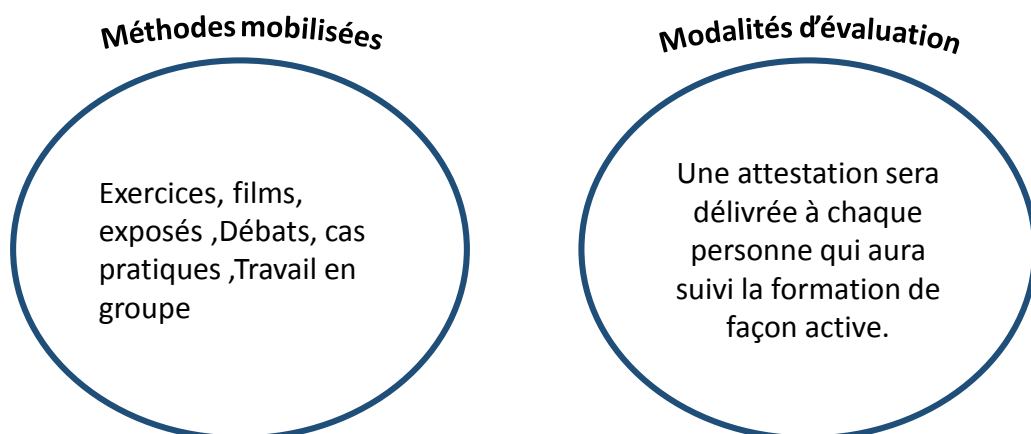 Méthodes mobilisées
Exercices, films,
exposés ,Débats, cas
pratiques ,Travail en
groupe
Modalités d'évaluation
Une attestation sera
délivrée à chaque
personne qui aura
suivi la formation de
façon active.